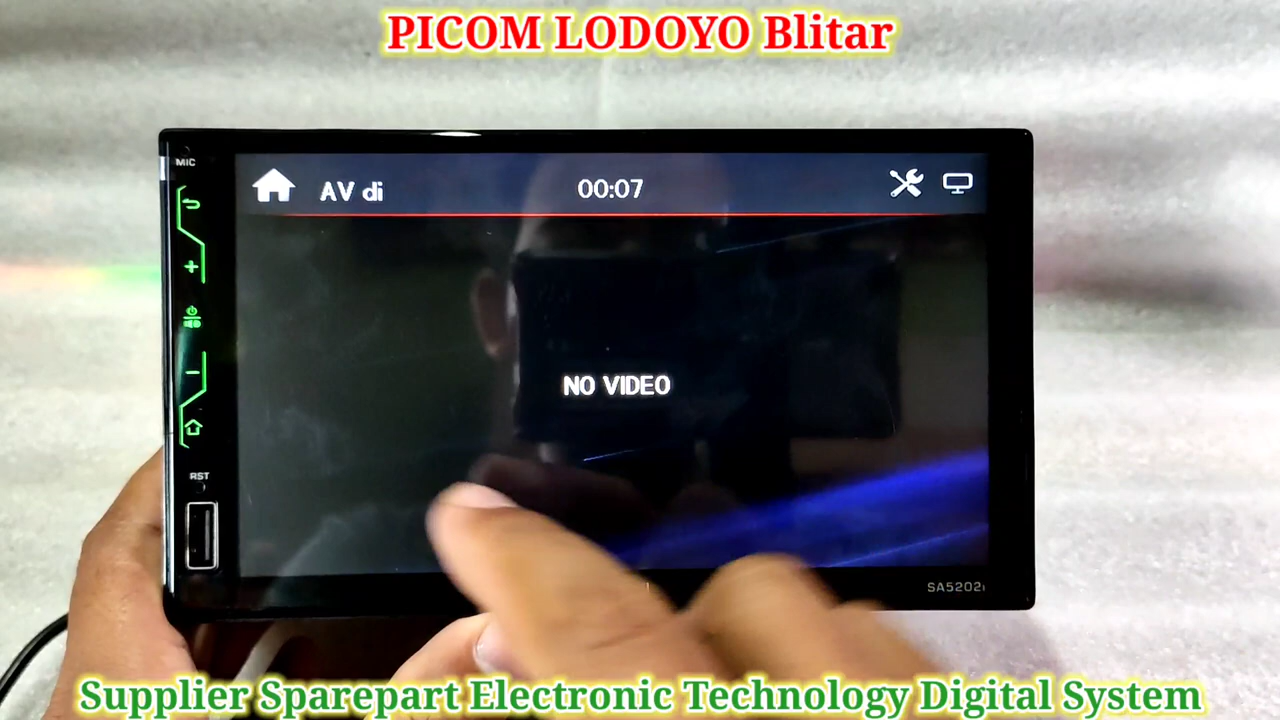 PICOM LODOYO Blitar
MIC
AV di
00:07
NO VIDEO
RST
SA5202i
Supplier Sparepart Electronic Technology Digital System